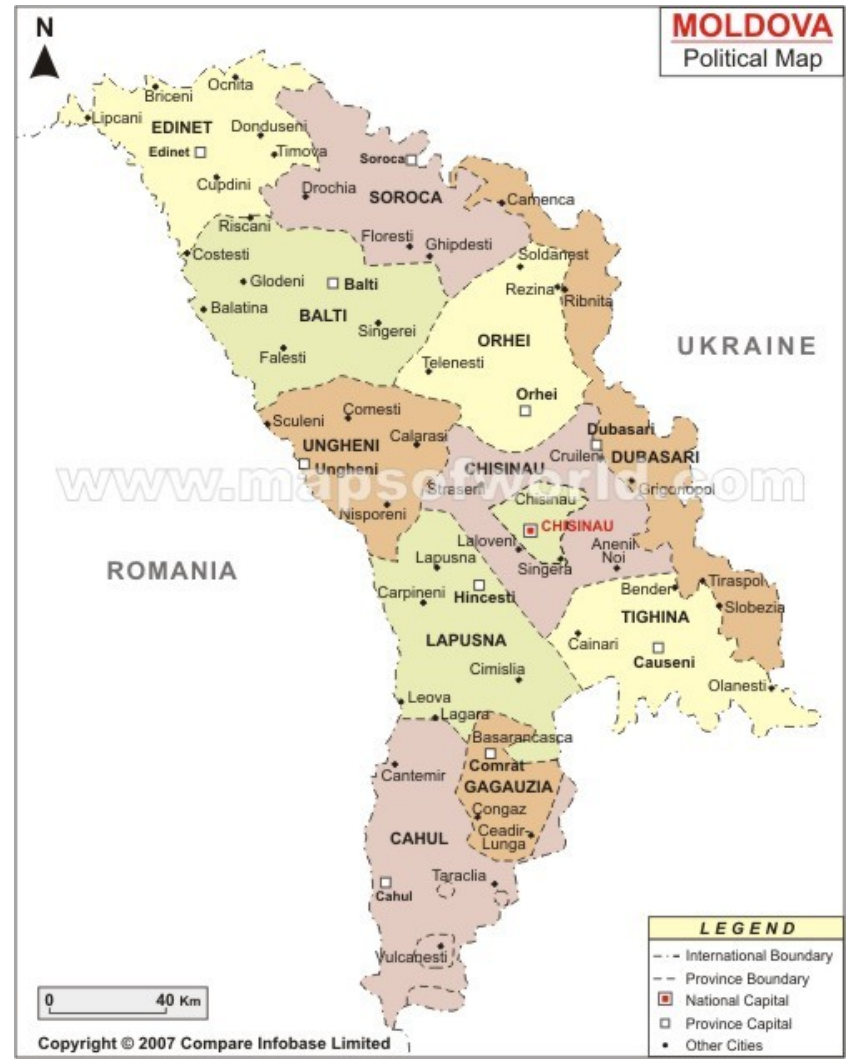 N
MOLDOVA
Political Map
Ocnita
Briceni
Lipcani
EDINET
Donduseni
Edinet
Timova
Soroca
Cupdini
Drochia
SOROCA
Camenca
Riscani
Floresti
Ghipdesti
Costesti
Soldanest
Glodeni
Balti
Rezina
Ribnita
Balatina
BALTI
Singerei
ORHEI
UKRAINE
Falesti
Telenesti
Orhei
Sculeni
Comesti
Dubasari
UNGHENI
Calarasi
Cruileni
DUBASARI
Ungheni
CHISINAU
www.mapsofworld.com
Straseni
Grigoriopol
Chisinau
Nisporeni
CHISINAU
Laloveni
Anenii
Noi
ROMANIA
Lapusna
Singera
Hincesti
Bender
Tiraspol
Carpineni
Slobezia
TIGHINA
LAPUSNA
Cainari
Causeni
Cimislia
Olanesti
Leova
Lagara
Basarancasca
Comrat
Cantemir
GAGAUZIA
Congaz
CAHUL
Ceadir-
Lunga
Taraclia
Cahul
Vulcanesti
LEGEND
International Boundary
Province Boundary
National Capital
Province Capital
Other Cities
0 40 Km
Copyright © 2007 Compare Infobase Limited